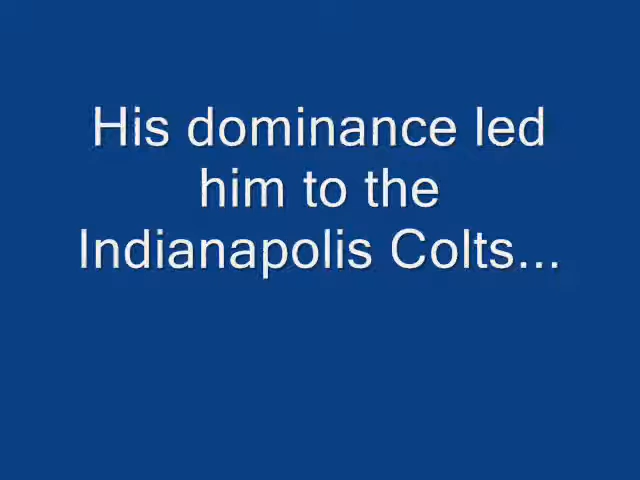 His dominance led
him to the
Indianapolis Colts...